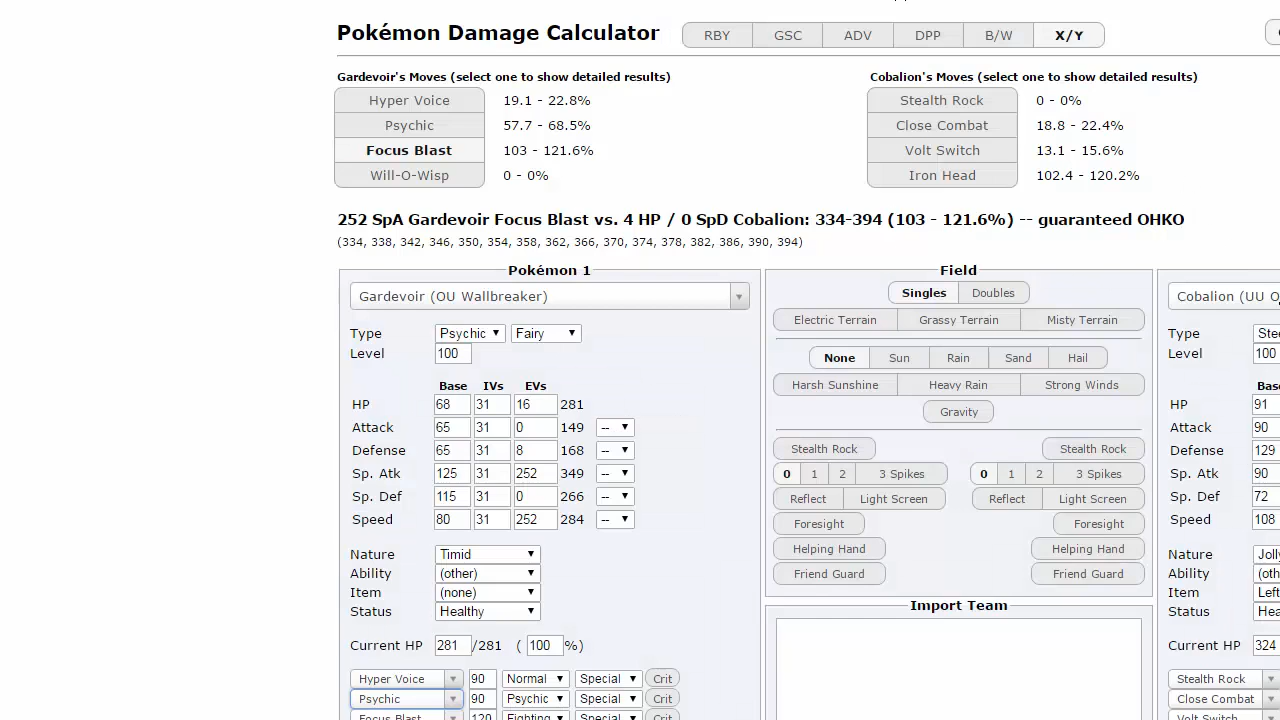 Pokémon Damage Calculator RBY GSC ADV DPP B/W X/Y
Gardevoir's Moves (select one to show detailed results) Cobalion's Moves (select one to show detailed results)
Hyper Voice 19.1 - 22.8% Stealth Rock 0 - 0%
Psychic 57.7 - 68.5% Close Combat 18.8 - 22.4%
Focus Blast 103 - 121.6% Volt Switch 13.1 - 15.6%
Will-O-Wisp 0 - 0% Iron Head 102.4 - 120.2%
252 SpA Gardevoir Focus Blast vs. 4 HP / 0 SpD Cobalion: 334-394 (103 - 121.6%) -- guaranteed OHKO
(334, 338, 342, 346, 350, 354, 358, 362, 366, 370, 374, 378, 382, 386, 390, 394)
Pokémon 1
Gardevoir (OU Wallbreaker)
Type Psychic Fairy
Level 100
Base IVs EVs
HP 68 31 16 281
Attack 65 31 0 149 --
Defense 65 31 8 168 --
Sp. Atk 125 31 252 349 --
Sp. Def 115 31 0 266 --
Speed 80 31 252 284 --
Nature Timid
Ability (other)
Item (none)
Status Healthy
Current HP 281 /281 ( 100 %)
Hyper Voice 90 Normal Special Crit
Psychic 90 Psychic Special Crit
Focus Blast 120 Fighting Special Crit
Field
Singles Doubles
Electric Terrain Grassy Terrain Misty Terrain
None Sun Rain Sand Hail
Harsh Sunshine Heavy Rain Strong Winds
Gravity
Stealth Rock Stealth Rock
0 1 2 3 Spikes 0 1 2 3 Spikes
Reflect Light Screen Reflect Light Screen
Foresight Foresight
Helping Hand Helping Hand
Friend Guard Friend Guard
Import Team
Cobalion (UU
Type
Level 100
HP 91
Attack 90
Defense 129
Sp. Atk 90
Sp. Def 72
Speed 108
Nature
Ability
Item
Status
Current HP 324
Stealth Rock
Close Combat
Volt Switch